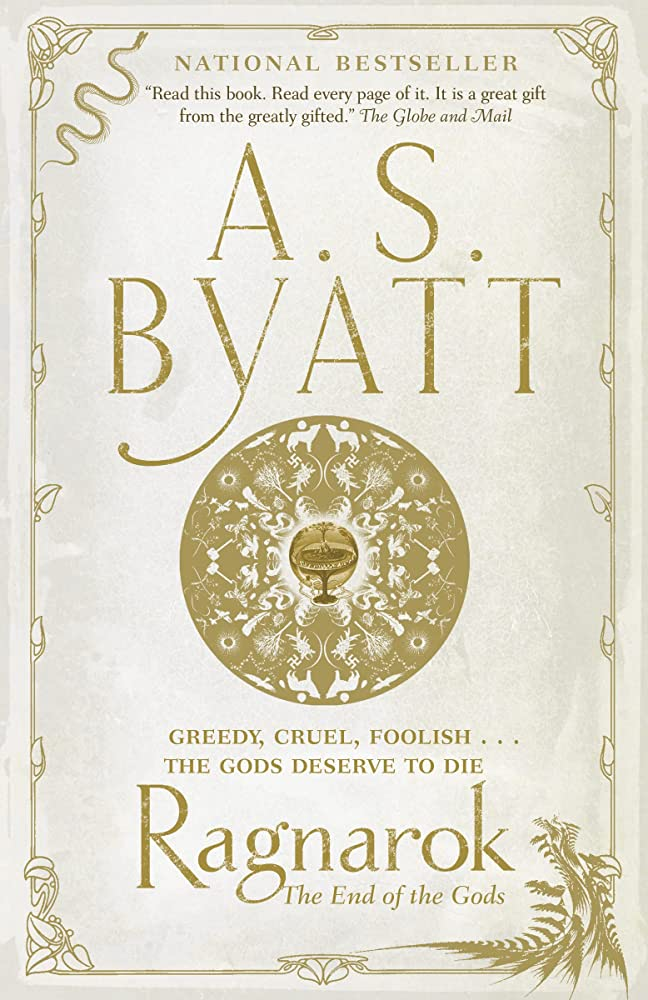 NATIONAL BESTSELLER
“Read this book. Read every page of it. It is a great gift
from the greatly gifted.” The Globe and Mail
A. S.
BYATT
GREEDY, CRUEL, FOOLISH . . .
THE GODS DESERVE TO DIE
Ragnarok
The End of the Gods